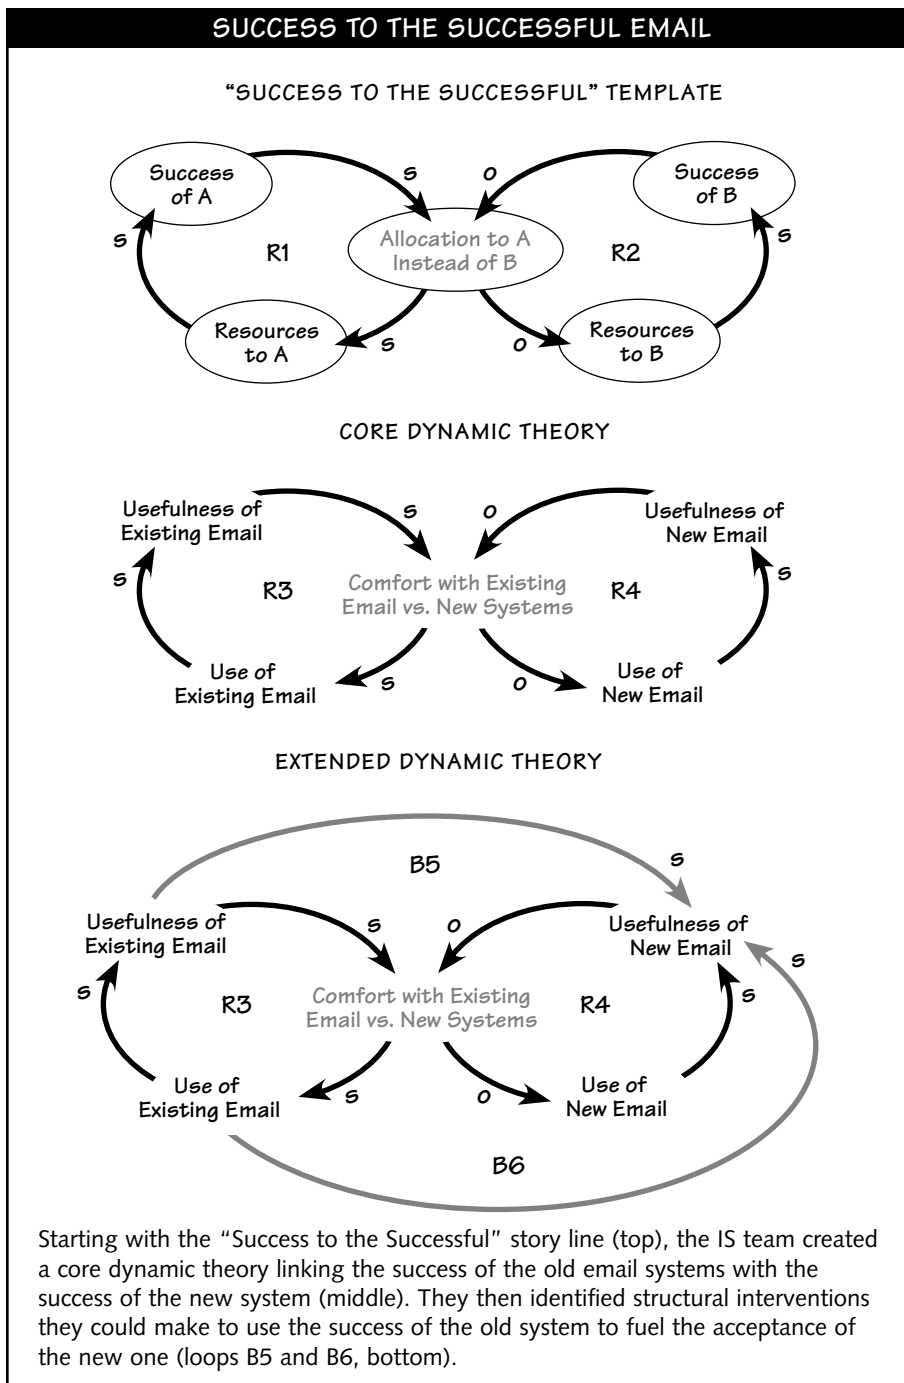 SUCCESS TO THE SUCCESSFUL EMAIL
“SUCCESS TO THE SUCCESSFUL” TEMPLATE
Success
of A
s
o
Success
of B
s
R1
Allocation to A
Instead of B
R2
s
Resources
to A
s
o
Resources
to B
CORE DYNAMIC THEORY
Usefulness of
Existing Email
s
o
Usefulness of
New Email
s
R3
Comfort with Existing
Email vs. New Systems
R4
s
Use of
Existing Email
s
o
Use of
New Email
EXTENDED DYNAMIC THEORY
B5
s
Usefulness of
Existing Email
s
o
Usefulness of
New Email
s
s
R3
Comfort with Existing
Email vs. New Systems
R4
s
Use of
Existing Email
s
o
Use of
New Email
B6
Starting with the “Success to the Successful” story line (top), the IS team created
a core dynamic theory linking the success of the old email systems with the
success of the new system (middle). They then identified structural interventions
they could make to use the success of the old system to fuel the acceptance of
the new one (loops B5 and B6, bottom).